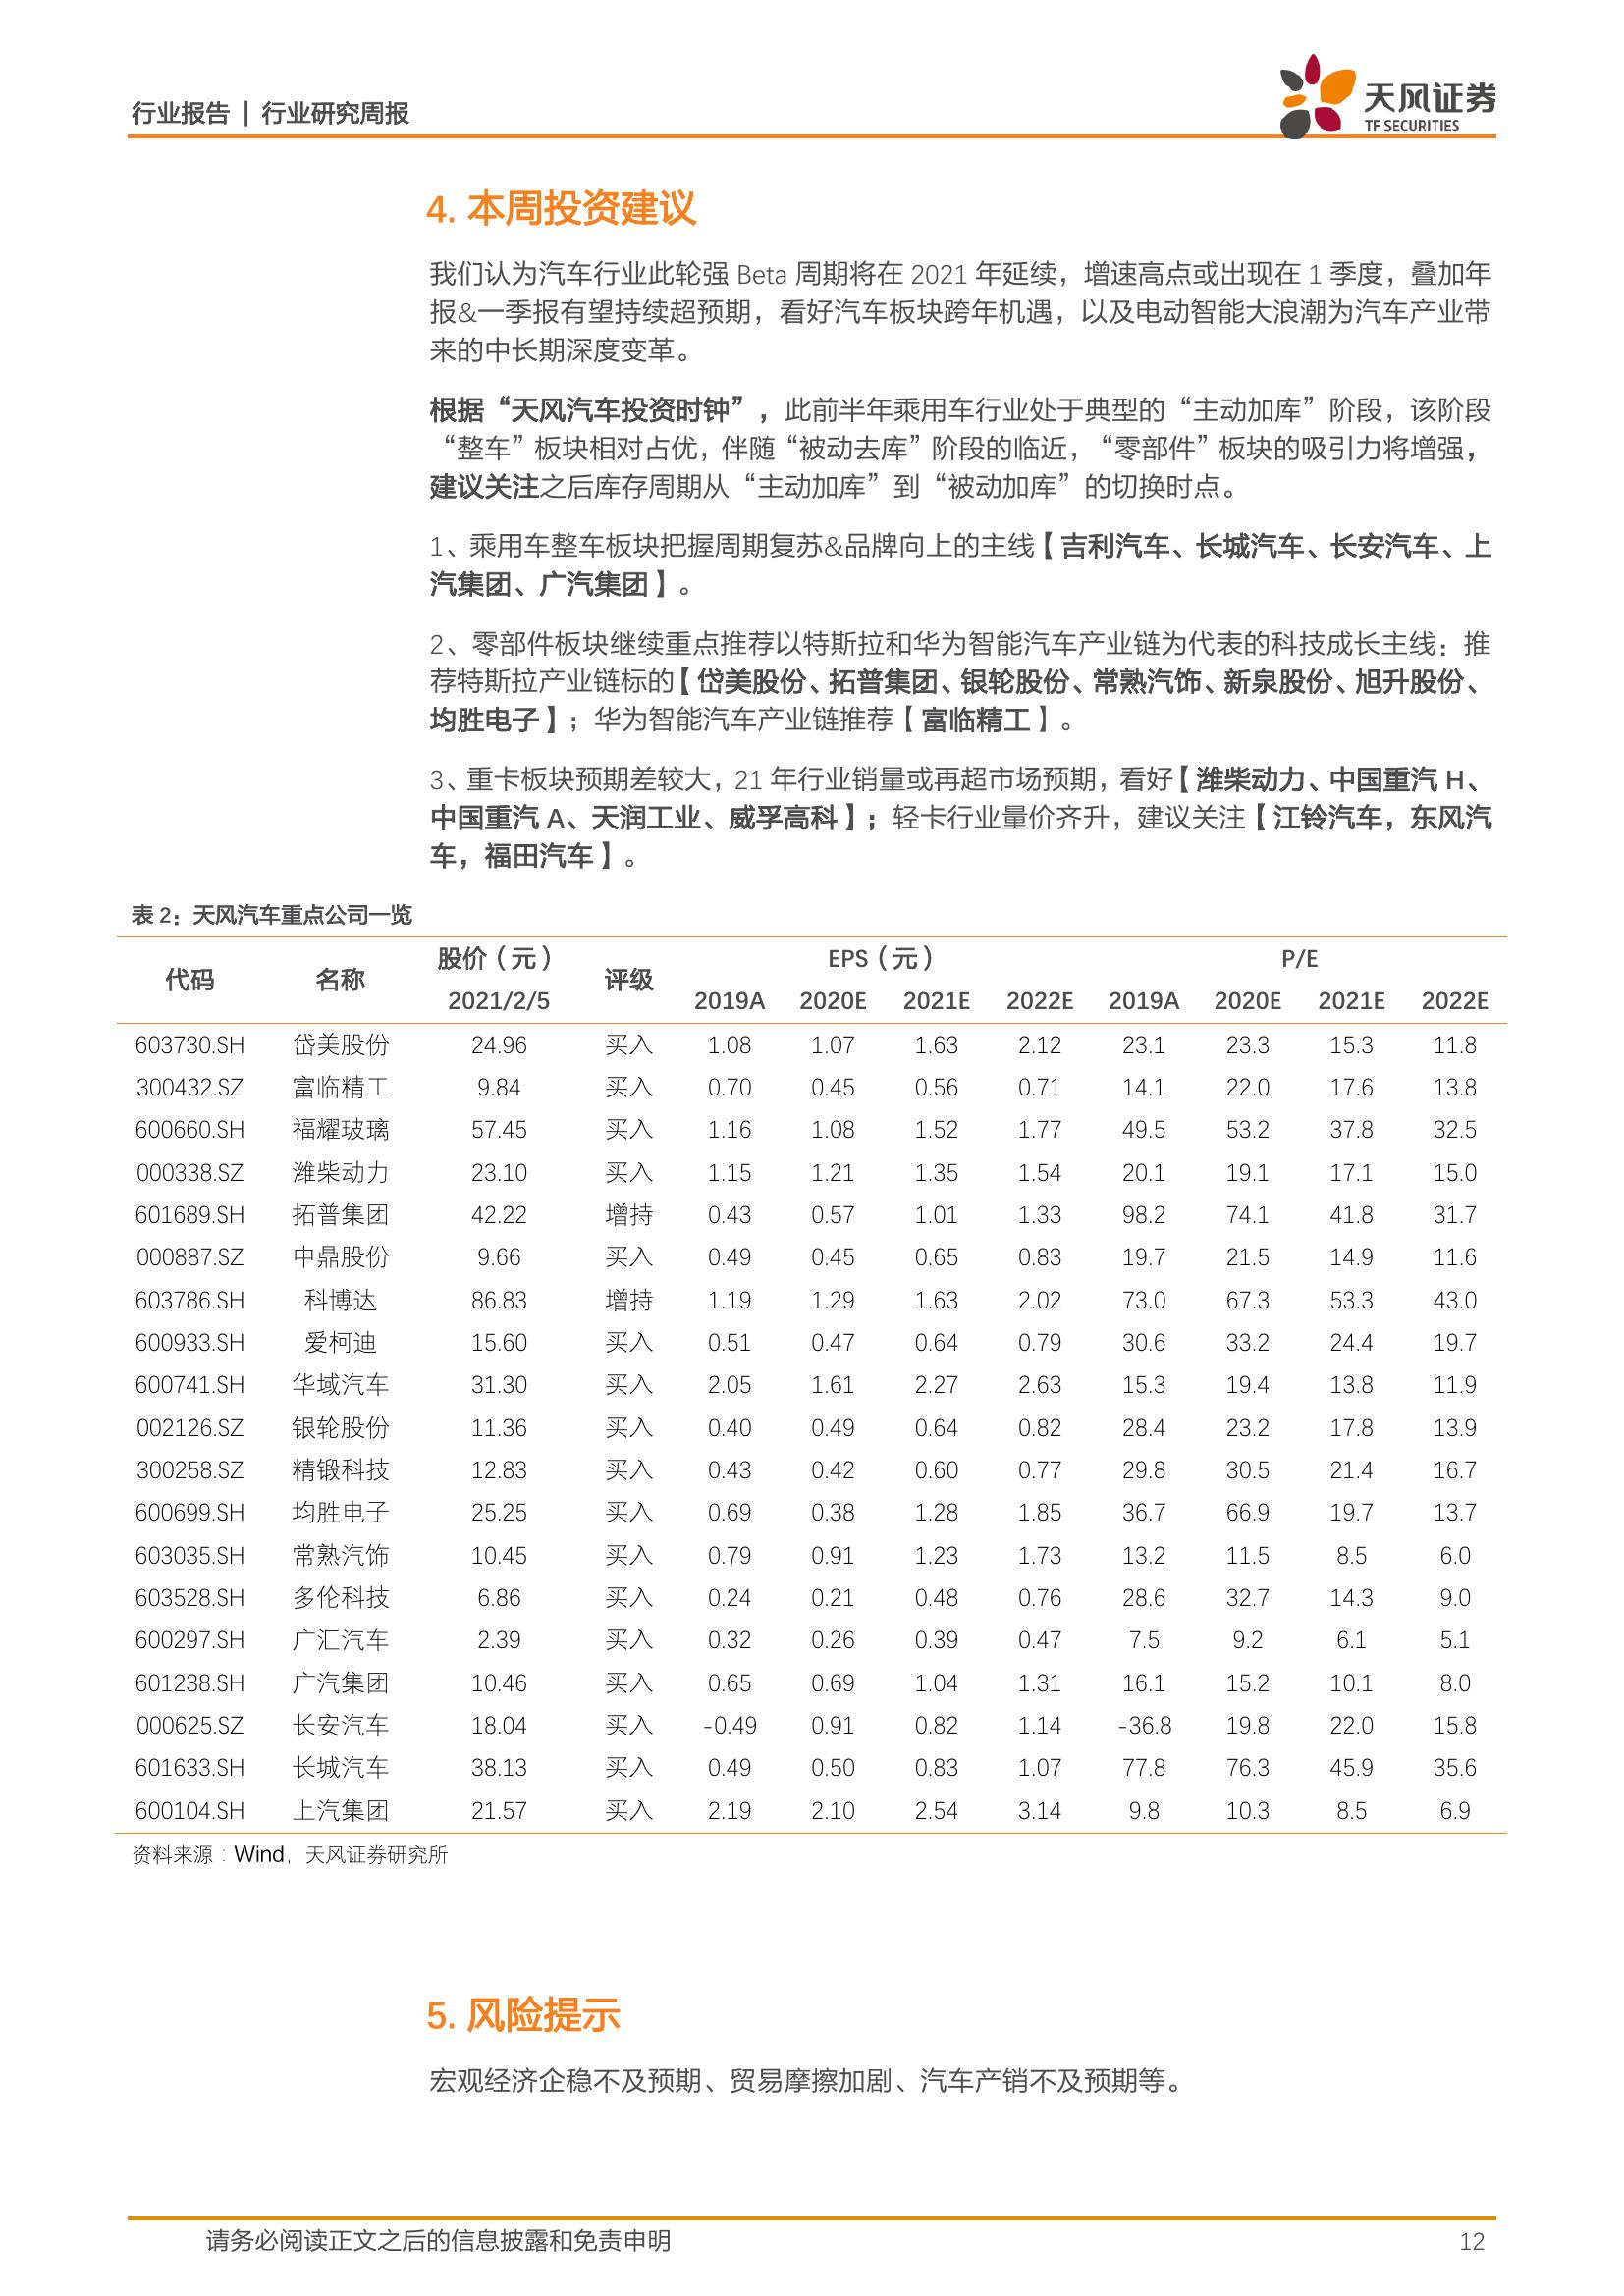 行业报告 | 行业研究周报
天风证券
TF SECURITIES
4. 本周投资建议
我们认为汽车行业此轮强 Beta 周期将在 2021 年延续，增速高点或出现在 1 季度，叠加年
报&一季报有望持续超预期，看好汽车板块跨年机遇，以及电动智能大浪潮为汽车产业带
来的中长期深度变革。
根据“天风汽车投资时钟”，此前半年乘用车行业处于典型的“主动加库”阶段，该阶段
“整车”板块相对占优，伴随“被动去库”阶段的临近，“零部件”板块的吸引力将增强，
建议关注之后库存周期从“主动加库”到“被动加库”的切换时点。
1、乘用车整车板块把握周期复苏&品牌向上的主线【吉利汽车、长城汽车、长安汽车、上
汽集团、广汽集团】。
2、零部件板块继续重点推荐以特斯拉和华为智能汽车产业链为代表的科技成长主线：推
荐特斯拉产业链标的【岱美股份、拓普集团、银轮股份、常熟汽饰、新泉股份、旭升股份、
均胜电子】；华为智能汽车产业链推荐【富临精工】。
3、重卡板块预期差较大，21 年行业销量或再超市场预期，看好【潍柴动力、中国重汽 H、
中国重汽 A、天润工业、威孚高科】；轻卡行业量价齐升，建议关注【江铃汽车，东风汽
车，福田汽车】。
表 2：天风汽车重点公司一览
代码 名称 股价（元） 评级 EPS（元） P/E
2021/2/5 2019A 2020E 2021E 2022E 2019A 2020E 2021E 2022E
603730.SH 岱美股份 24.96 买入 1.08 1.07 1.63 2.12 23.1 23.3 15.3 11.8
300432.SZ 富临精工 9.84 买入 0.70 0.45 0.56 0.71 14.1 22.0 17.6 13.8
600660.SH 福耀玻璃 57.45 买入 1.16 1.08 1.52 1.77 49.5 53.2 37.8 32.5
000338.SZ 潍柴动力 23.10 买入 1.15 1.21 1.35 1.54 20.1 19.1 17.1 15.0
601689.SH 拓普集团 42.22 增持 0.43 0.57 1.01 1.33 98.2 74.1 41.8 31.7
000887.SZ 中鼎股份 9.66 买入 0.49 0.45 0.65 0.83 19.7 21.5 14.9 11.6
603786.SH 科博达 86.83 增持 1.19 1.29 1.63 2.02 73.0 67.3 53.3 43.0
600933.SH 爱柯迪 15.60 买入 0.51 0.47 0.64 0.79 30.6 33.2 24.4 19.7
600741.SH 华域汽车 31.30 买入 2.05 1.61 2.27 2.63 15.3 19.4 13.8 11.9
002126.SZ 银轮股份 11.36 买入 0.40 0.49 0.64 0.82 28.4 23.2 17.8 13.9
300258.SZ 精锻科技 12.83 买入 0.43 0.42 0.60 0.77 29.8 30.5 21.4 16.7
600699.SH 均胜电子 25.25 买入 0.69 0.38 1.28 1.85 36.7 66.9 19.7 13.7
603035.SH 常熟汽饰 10.45 买入 0.79 0.91 1.23 1.73 13.2 11.5 8.5 6.0
603528.SH 多伦科技 6.86 买入 0.24 0.21 0.48 0.76 28.6 32.7 14.3 9.0
600297.SH 广汇汽车 2.39 买入 0.32 0.26 0.39 0.47 7.5 9.2 6.1 5.1
601238.SH 广汽集团 10.46 买入 0.65 0.69 1.04 1.31 16.1 15.2 10.1 8.0
000625.SZ 长安汽车 18.04 买入 -0.49 0.91 0.82 1.14 -36.8 19.8 22.0 15.8
601633.SH 长城汽车 38.13 买入 0.49 0.50 0.83 1.07 77.8 76.3 45.9 35.6
600104.SH 上汽集团 21.57 买入 2.19 2.10 2.54 3.14 9.8 10.3 8.5 6.9
资料来源：Wind，天风证券研究所
5. 风险提示
宏观经济企稳不及预期、贸易摩擦加剧、汽车产销不及预期等。
请务必阅读正文之后的信息披露和免责申明 12